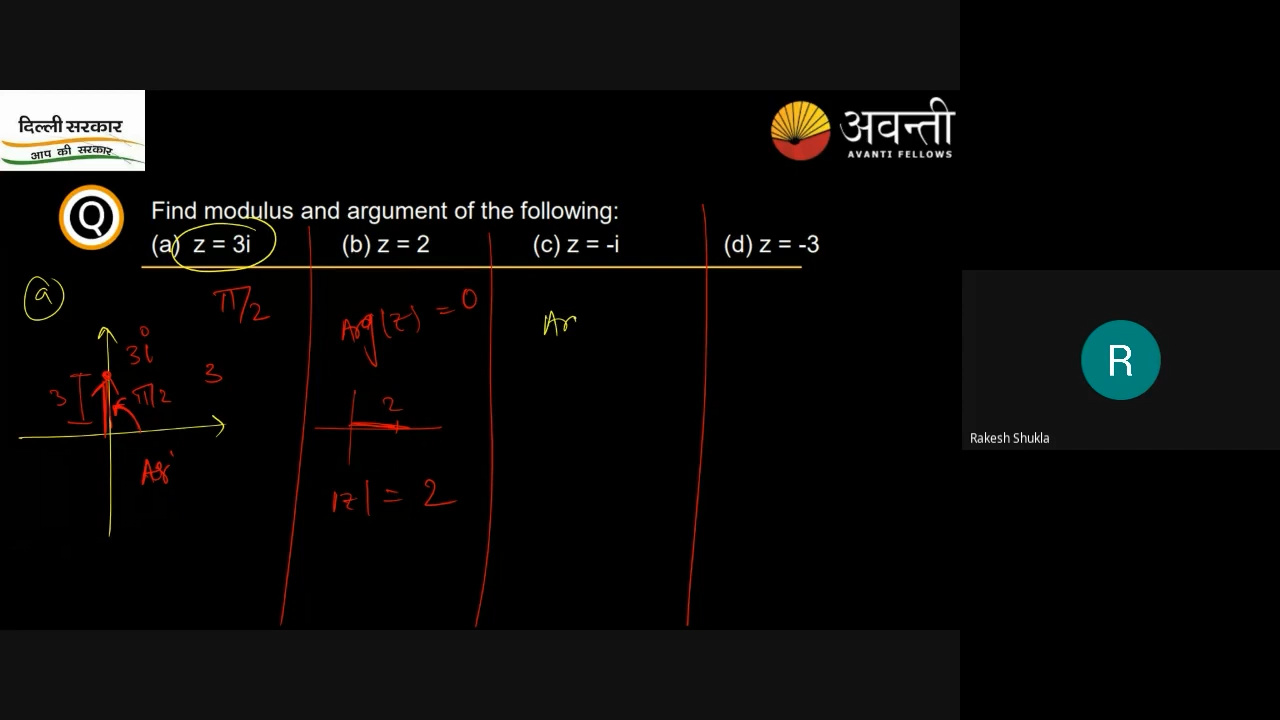 दिल्ली सरकार
आप की सरकार
अवन्ती
AVANTI FELLOWS
Q
Find modulus and argument of the following:
(a) z = 3i
(b) z = 2
(c) z = -i
(d) z = -3
a
π/2
3i
3
π/2
3
Arg(z) = 0
2
|z| = 2
Ar
R
Rakesh Shukla